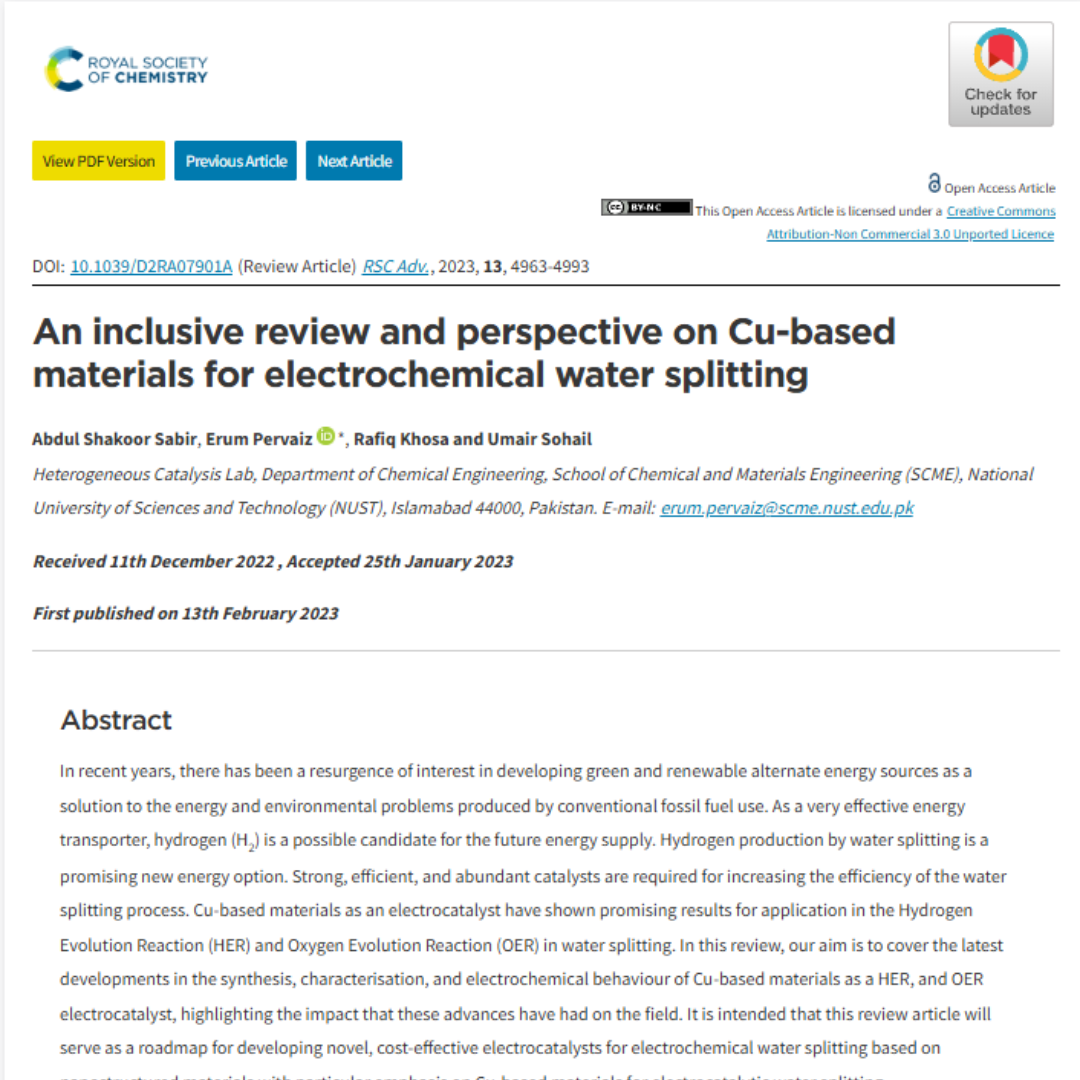 ROYAL SOCIETY
OF CHEMISTRY
Check for
updates
View PDF Version Previous Article Next Article
Open Access Article
BY-NC This Open Access Article is licensed under a Creative Commons
Attribution-Non Commercial 3.0 Unported Licence
DOI: 10.1039/D2RA07901A (Review Article) RSC Adv., 2023, 13, 4963-4993
An inclusive review and perspective on Cu-based
materials for electrochemical water splitting
Abdul Shakoor Sabir, Erum Pervaiz iD *, Rafiq Khosa and Umair Sohail
Heterogeneous Catalysis Lab, Department of Chemical Engineering, School of Chemical and Materials Engineering (SCME), National
University of Sciences and Technology (NUST), Islamabad 44000, Pakistan. E-mail: erum.pervaiz@scme.nust.edu.pk
Received 11th December 2022 , Accepted 25th January 2023
First published on 13th February 2023
Abstract
In recent years, there has been a resurgence of interest in developing green and renewable alternate energy sources as a
solution to the energy and environmental problems produced by conventional fossil fuel use. As a very effective energy
transporter, hydrogen (H2) is a possible candidate for the future energy supply. Hydrogen production by water splitting is a
promising new energy option. Strong, efficient, and abundant catalysts are required for increasing the efficiency of the water
splitting process. Cu-based materials as an electrocatalyst have shown promising results for application in the Hydrogen
Evolution Reaction (HER) and Oxygen Evolution Reaction (OER) in water splitting. In this review, our aim is to cover the latest
developments in the synthesis, characterisation, and electrochemical behaviour of Cu-based materials as a HER, and OER
electrocatalyst, highlighting the impact that these advances have had on the field. It is intended that this review article will
serve as a roadmap for developing novel, cost-effective electrocatalysts for electrochemical water splitting based on